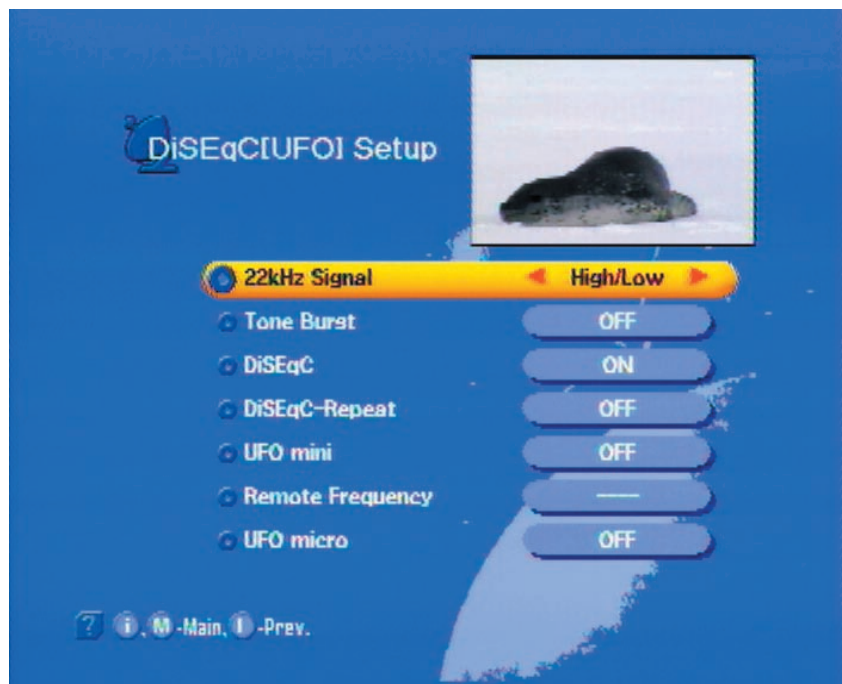 DiSEqC[UFO] Setup
22kHz Signal High/Low
Tone Burst OFF
DiSEqC ON
DiSEqC-Repeat OFF
UFO mini OFF
Remote Frequency ----
UFO micro OFF
? i, M -Main, I -Prev.